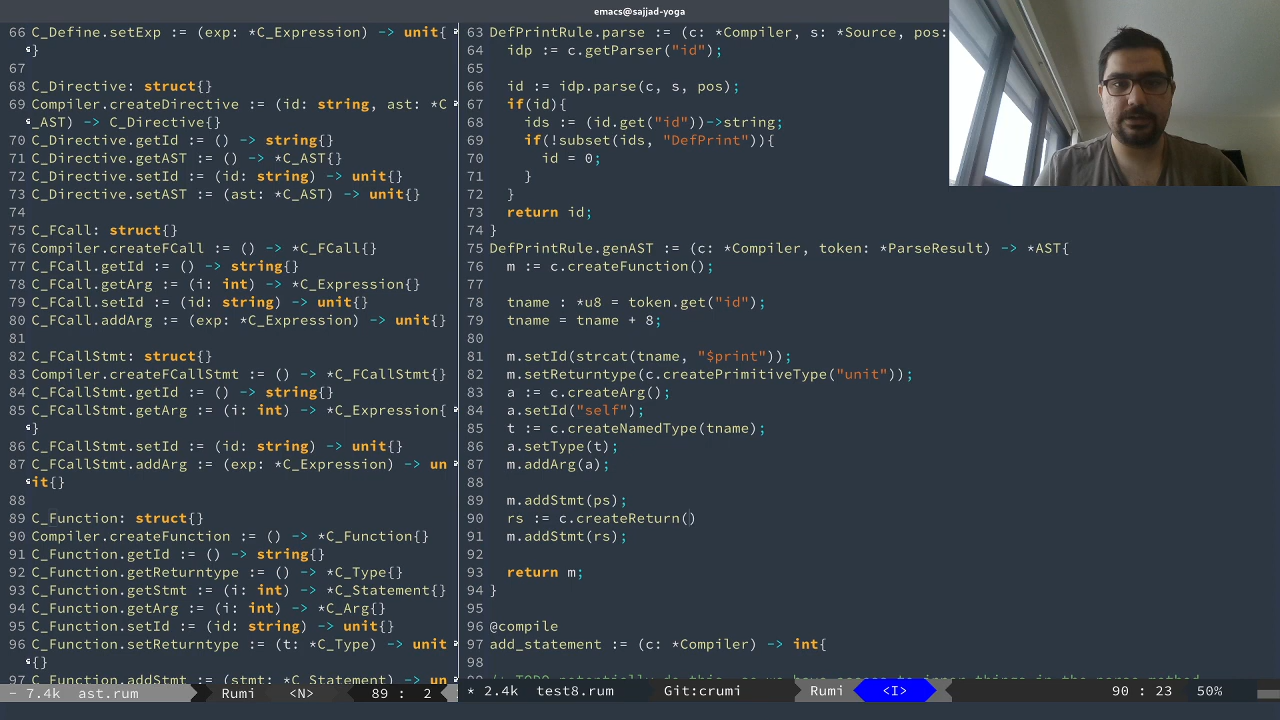 emacs@sajjad-yoga
66 C_Define.setExp := (exp: *C_Expression) -> unit{
}
67
68 C_Directive: struct{}
69 Compiler.createDirective := (id: string, ast: *C
_AST) -> C_Directive{}
70 C_Directive.getId := () -> string{}
71 C_Directive.getAST := () -> *C_AST{}
72 C_Directive.setId := (id: string) -> unit{}
73 C_Directive.setAST := (ast: *C_AST) -> unit{}
74
75 C_FCall: struct{}
76 Compiler.createFCall := () -> *C_FCall{}
77 C_FCall.getId := () -> string{}
78 C_FCall.getArg := (i: int) -> *C_Expression{}
79 C_FCall.setId := (id: string) -> unit{}
80 C_FCall.addArg := (exp: *C_Expression) -> unit{}
81
82 C_FCallStmt: struct{}
83 Compiler.createFCallStmt := () -> *C_FCallStmt{}
84 C_FCallStmt.getId := () -> string{}
85 C_FCallStmt.getArg := (i: int) -> *C_Expression{
}
86 C_FCallStmt.setId := (id: string) -> unit{}
87 C_FCallStmt.addArg := (exp: *C_Expression) -> un
it{}
88
89 C_Function: struct{}
90 Compiler.createFunction := () -> *C_Function{}
91 C_Function.getId := () -> string{}
92 C_Function.getReturntype := () -> *C_Type{}
93 C_Function.getStmt := (i: int) -> *C_Statement{}
94 C_Function.getArg := (i: int) -> *C_Arg{}
95 C_Function.setId := (id: string) -> unit{}
96 C_Function.setReturntype := (t: *C_Type) -> unit
{}
97 C_Function.addStmt := (stmt: *C_Statement) -> unit
- 7.4k ast.rum Rumi <N> 89 : 2
63 DefPrintRule.parse := (c: *Compiler, s: *Source, pos:
64 idp := c.getParser("id");
65
66 id := idp.parse(c, s, pos);
67 if(id){
68 ids := (id.get("id"))->string;
69 if(!subset(ids, "DefPrint")){
70 id = 0;
71 }
72 }
73 return id;
74 }
75 DefPrintRule.genAST := (c: *Compiler, token: *ParseResult) -> *AST{
76 m := c.createFunction();
77
78 tname : *u8 = token.get("id");
79 tname = tname + 8;
80
81 m.setId(strcat(tname, "$print"));
82 m.setReturntype(c.createPrimitiveType("unit"));
83 a := c.createArg();
84 a.setId("self");
85 t := c.createNamedType(tname);
86 a.setType(t);
87 m.addArg(a);
88
89 m.addStmt(ps);
90 rs := c.createReturn()
91 m.addStmt(rs);
92
93 return m;
94 }
95
96 @compile
97 add_statement := (c: *Compiler) -> int{
98
* 2.4k test8.rum Git:crumi Rumi <I> 90 : 23 50%